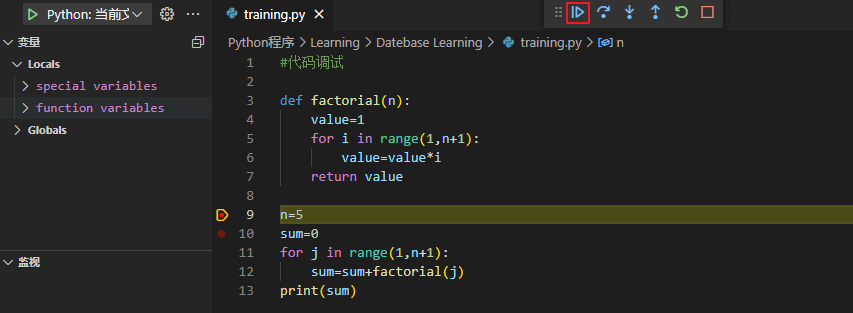 Python: 当前文
training.py
变量
Locals
special variables
function variables
Globals
监视
Python程序 > Learning > Datebase Learning > training.py > n
1 #代码调试
2
3 def factorial(n):
4     value=1
5     for i in range(1,n+1):
6         value=value*i
7     return value
8
9 n=5
10 sum=0
11 for j in range(1,n+1):
12     sum=sum+factorial(j)
13 print(sum)